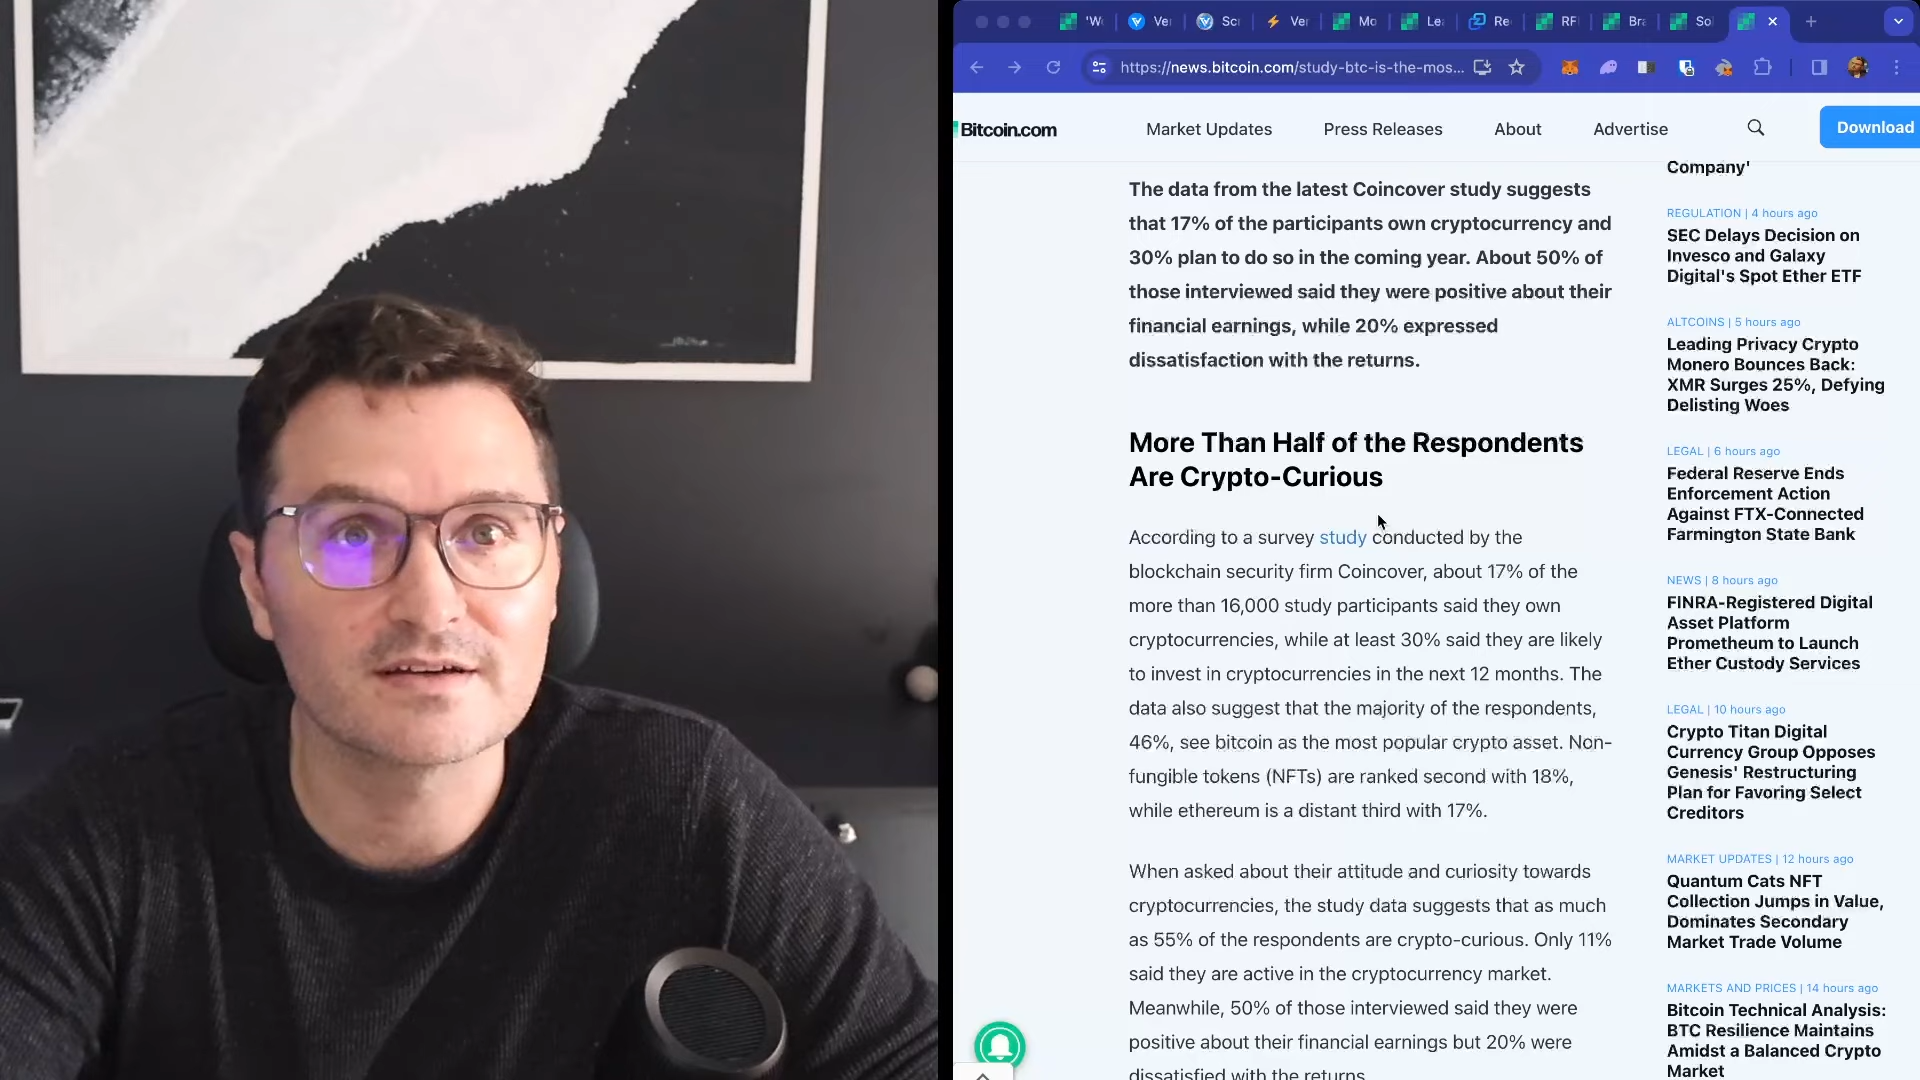 'W
Ver
Scr
Ver
Mo
Lea
Re
RFI
Bra
So
https://news.bitcoin.com/study-btc-is-the-mos...
Bitcoin.com
Market Updates
Press Releases
About
Advertise
Download
The data from the latest Coincover study suggests
that 17% of the participants own cryptocurrency and
30% plan to do so in the coming year. About 50% of
those interviewed said they were positive about their
financial earnings, while 20% expressed
dissatisfaction with the returns.
More Than Half of the Respondents
Are Crypto-Curious
According to a survey study conducted by the
blockchain security firm Coincover, about 17% of the
more than 16,000 study participants said they own
cryptocurrencies, while at least 30% said they are likely
to invest in cryptocurrencies in the next 12 months. The
data also suggest that the majority of the respondents,
46%, see bitcoin as the most popular crypto asset. Non-
fungible tokens (NFTs) are ranked second with 18%,
while ethereum is a distant third with 17%.
When asked about their attitude and curiosity towards
cryptocurrencies, the study data suggests that as much
as 55% of the respondents are crypto-curious. Only 11%
said they are active in the cryptocurrency market.
Meanwhile, 50% of those interviewed said they were
positive about their financial earnings but 20% were
dissatisfied with the returns.
Company'
REGULATION | 4 hours ago
SEC Delays Decision on
Invesco and Galaxy
Digital's Spot Ether ETF
ALTCOINS | 5 hours ago
Leading Privacy Crypto
Monero Bounces Back:
XMR Surges 25%, Defying
Delisting Woes
LEGAL | 6 hours ago
Federal Reserve Ends
Enforcement Action
Against FTX-Connected
Farmington State Bank
NEWS | 8 hours ago
FINRA-Registered Digital
Asset Platform
Prometheum to Launch
Ether Custody Services
LEGAL | 10 hours ago
Crypto Titan Digital
Currency Group Opposes
Genesis' Restructuring
Plan for Favoring Select
Creditors
MARKET UPDATES | 12 hours ago
Quantum Cats NFT
Collection Jumps in Value,
Dominates Secondary
Market Trade Volume
MARKETS AND PRICES | 14 hours ago
Bitcoin Technical Analysis:
BTC Resilience Maintains
Amidst a Balanced Crypto
Market